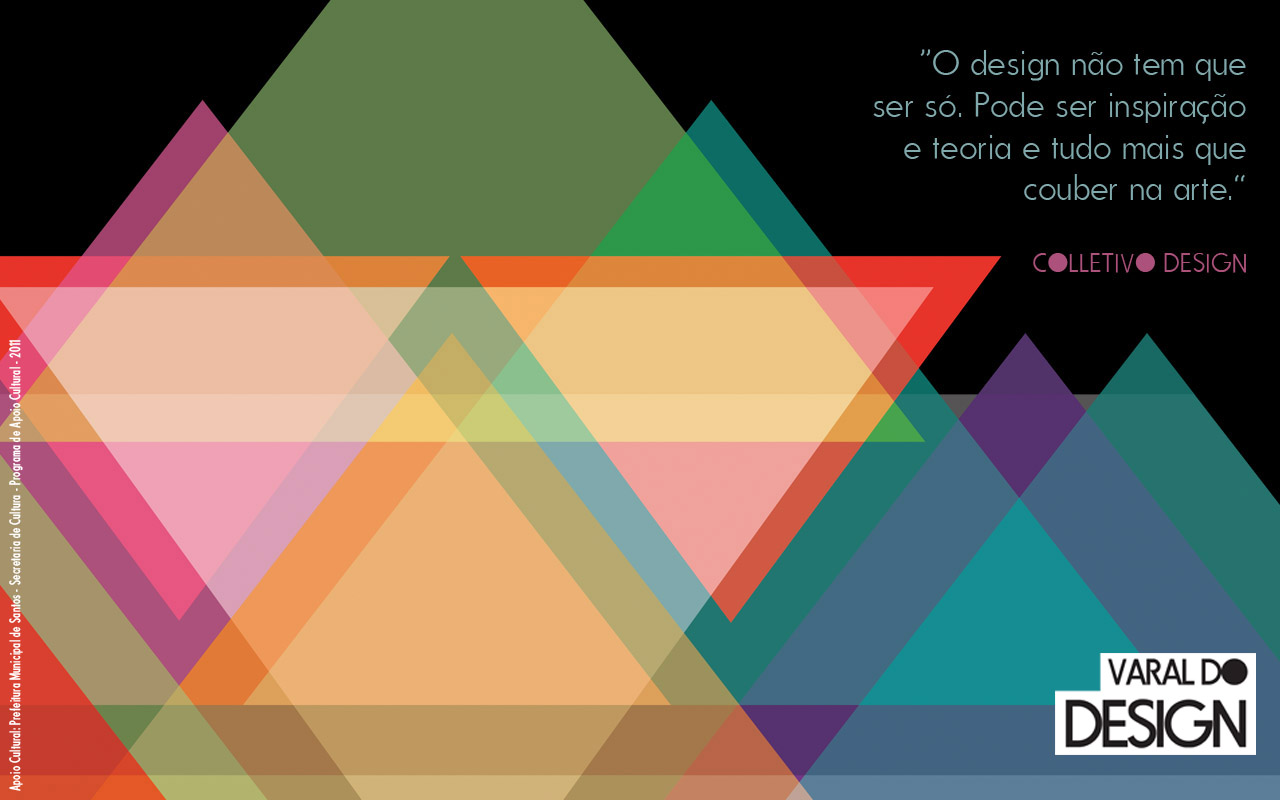 ”O design não tem que
ser só. Pode ser inspiração
e teoria e tudo mais que
couber na arte.“
COLLETIVO DESIGN
Apoio Cultural: Prefeitura Municipal de Santos - Secretaria de Cultura - Programa de Apoio Cultural - 2011
VARAL DO
DESIGN